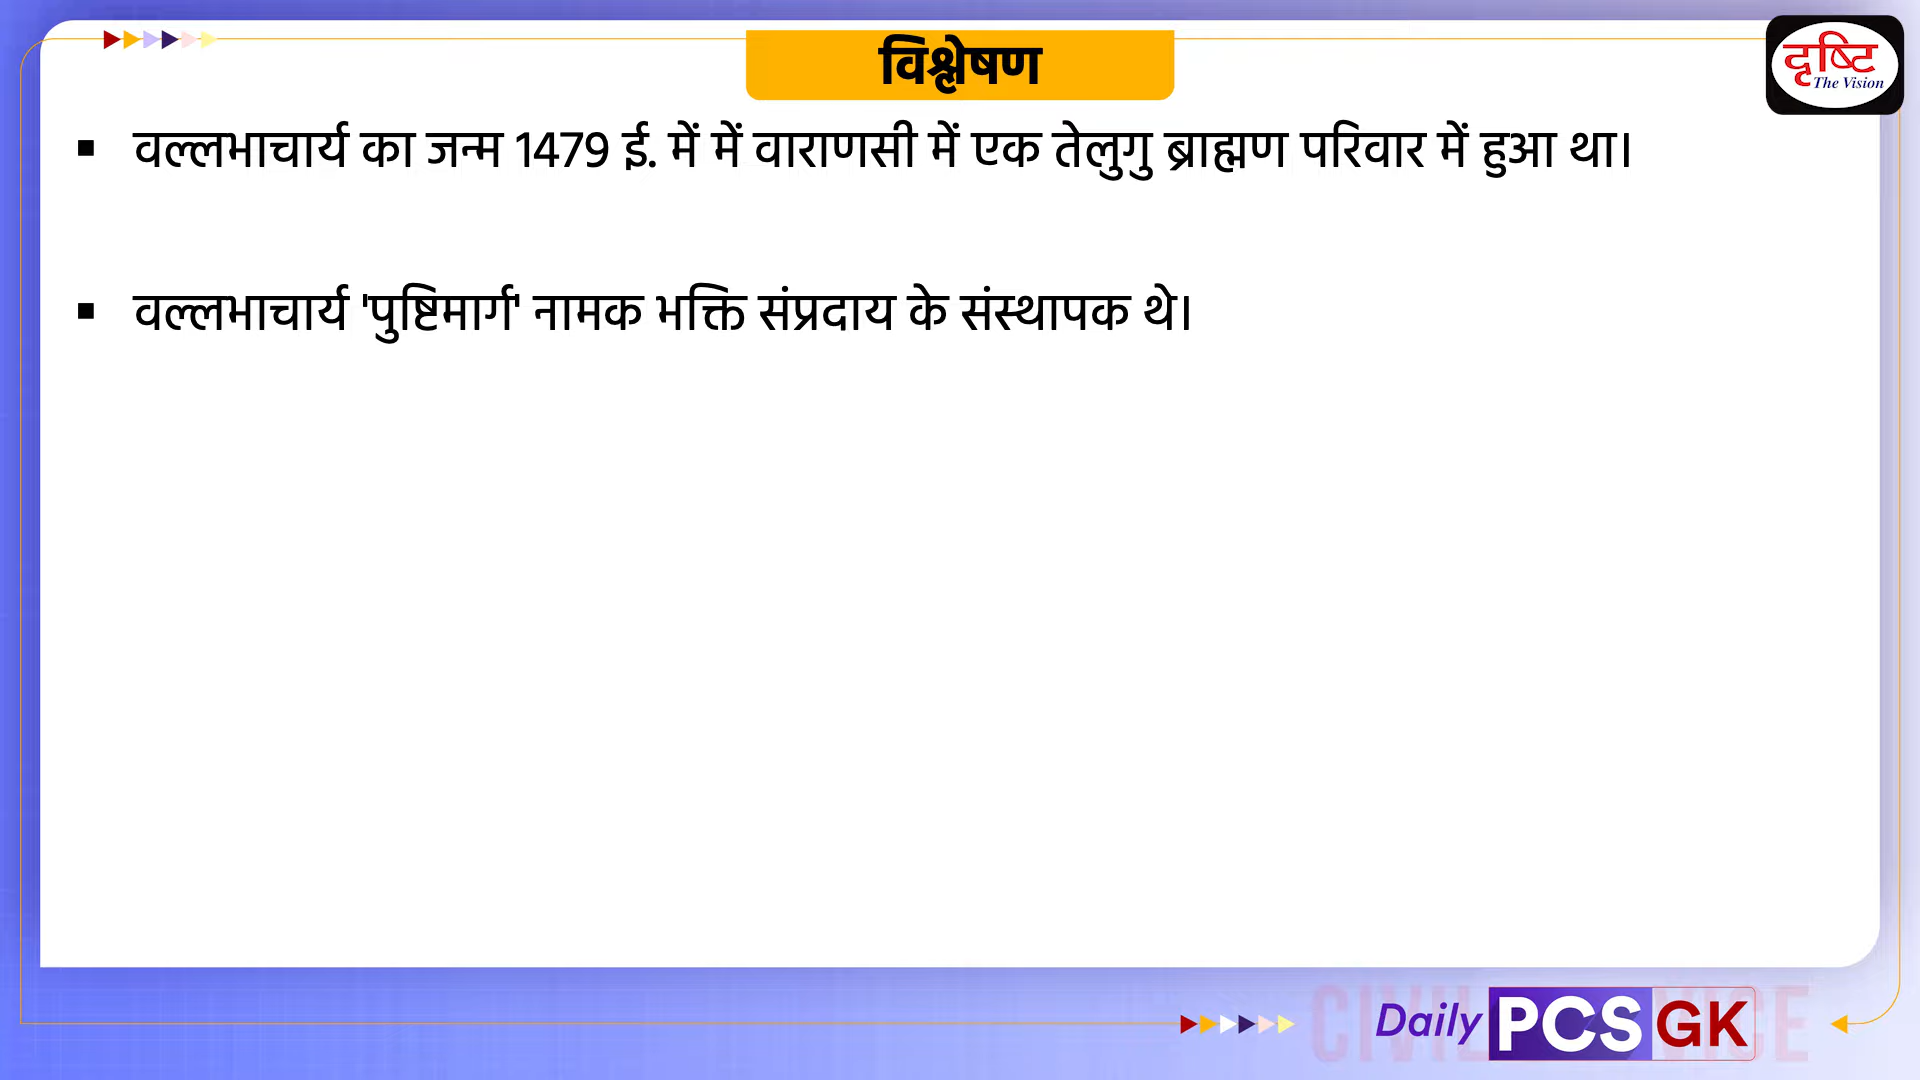 विश्लेषण
दृष्टि
The Vision
▪ वल्लभाचार्य का जन्म 1479 ई. में में वाराणसी में एक तेलुगु ब्राह्मण परिवार में हुआ था।
▪ वल्लभाचार्य 'पुष्टिमार्ग' नामक भक्ति संप्रदाय के संस्थापक थे।
Daily PCS GK